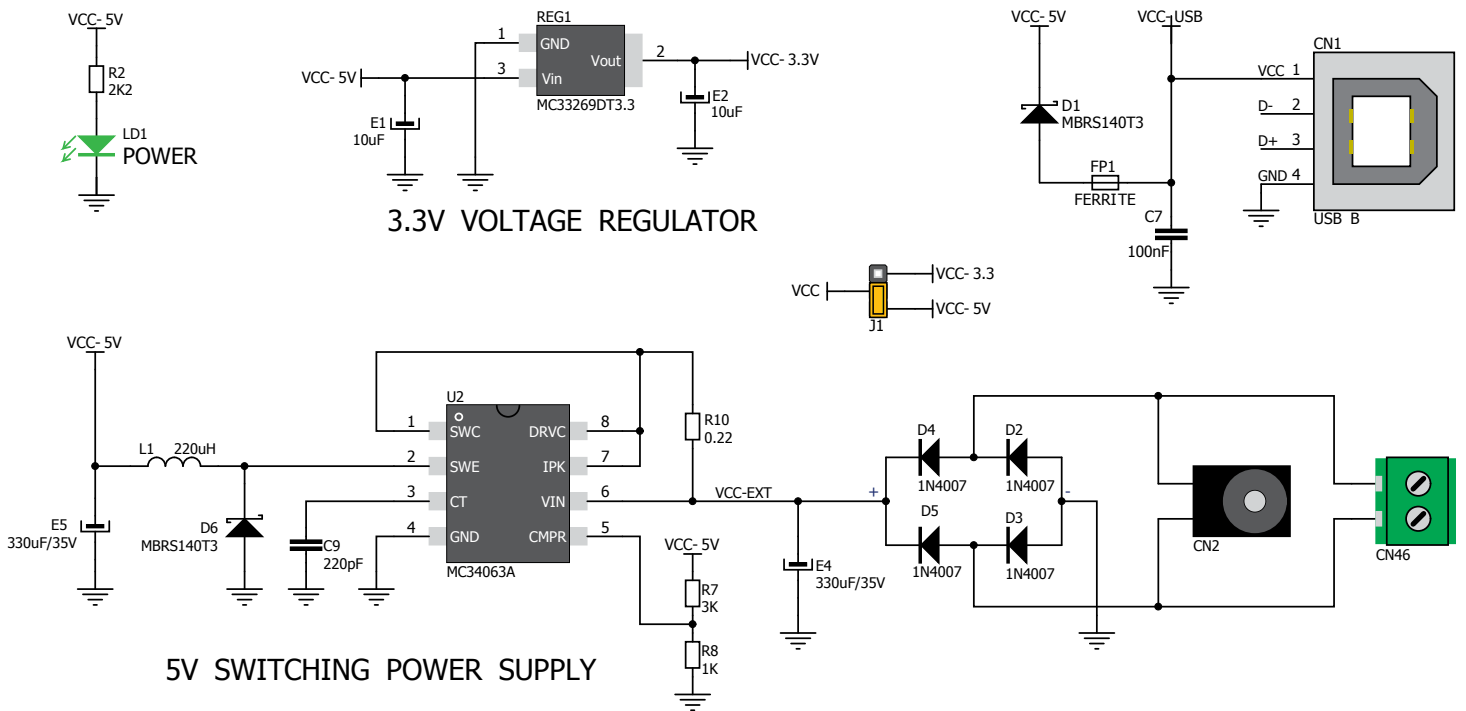 VCC-5V
R2
2K2
LD1
POWER
REG1
1
GND
Vout
2
VCC-3.3V
VCC-5V
3
Vin
MC33269DT3.3
E1
10uF
E2
10uF
3.3V VOLTAGE REGULATOR
VCC-5V
VCC-USB
D1
MBRS140T3
FP1
FERRITE
C7
100nF
CN1
VCC 1
D- 2
D+ 3
GND 4
USB B
VCC
VCC-3.3
VCC-5V
J1
VCC-5V
L1 220uH
E5
330uF/35V
D6
MBRS140T3
C9
220pF
U2
1 SWC DRVC 8
2 SWE IPK 7
3 CT VIN 6
4 GND CMPR 5
MC34063A
R10
0.22
VCC-EXT
VCC-5V
R7
3K
R8
1K
E4
330uF/35V
+
-
D4
1N4007
D2
1N4007
D5
1N4007
D3
1N4007
CN2
CN46
5V SWITCHING POWER SUPPLY